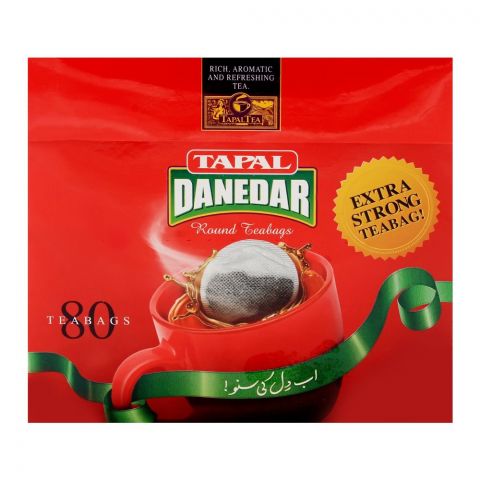 RICH, AROMATIC
AND REFRESHING
TEA.
TAPAL TEA
TAPAL
DANEDAR
Round Teabags
EXTRA
STRONG
TEABAG!
80
TEABAGS
اب دِل کی سنو!